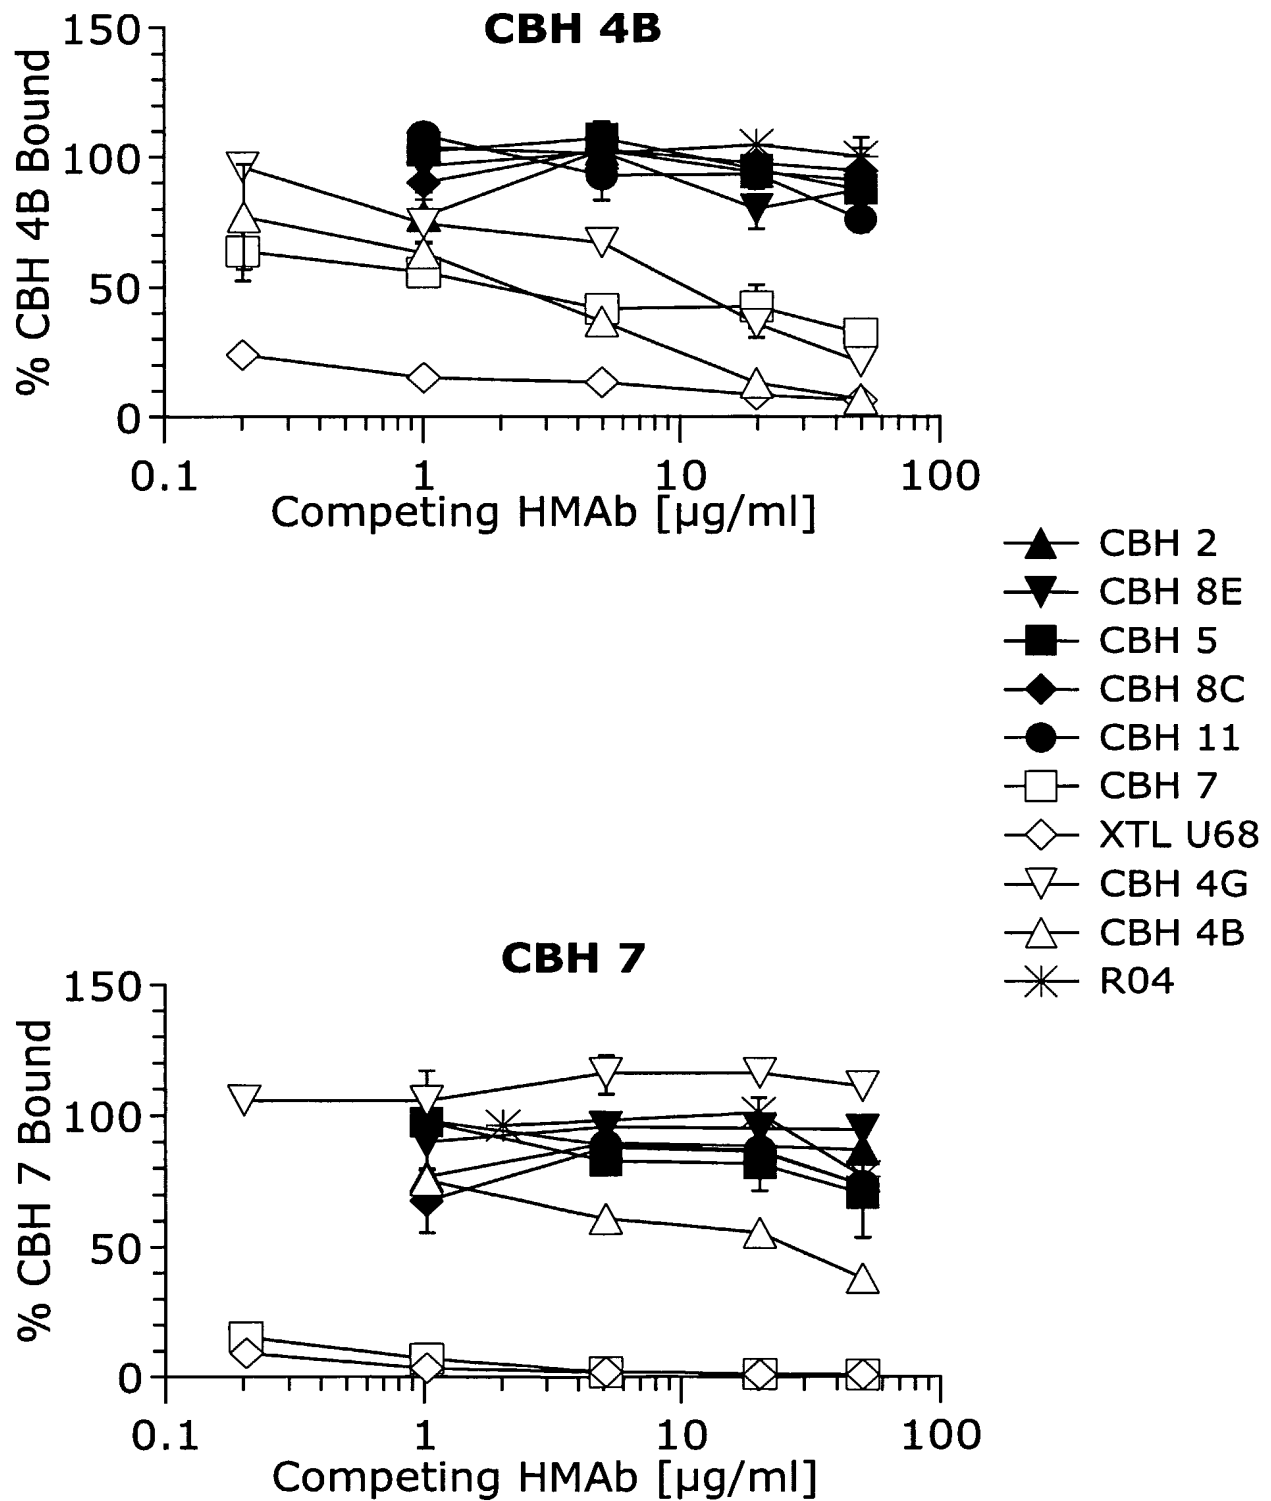 CBH 4B
150
100
50
0
% CBH 4B Bound
0.1 1 10 100
Competing HMAb [µg/ml]
CBH 2
CBH 8E
CBH 5
CBH 8C
CBH 11
CBH 7
XTL U68
CBH 4G
CBH 4B
R04
CBH 7
150
100
50
0
% CBH 7 Bound
0.1 1 10 100
Competing HMAb [µg/ml]